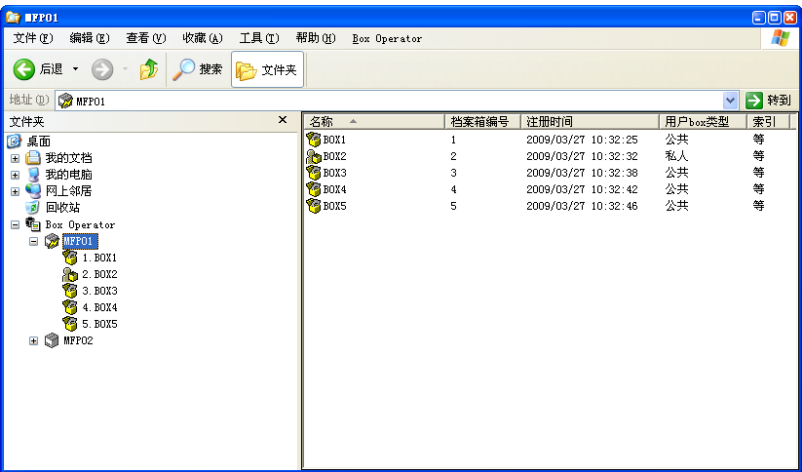 MFP01
文件(F) 编辑(E) 查看(V) 收藏(A) 工具(T) 帮助(H) Box Operator
后退 搜索 文件夹
地址(D) MFP01 转到
文件夹 ×
桌面
我的文档
我的电脑
网上邻居
回收站
Box Operator
MFP01
1. BOX1
2. BOX2
3. BOX3
4. BOX4
5. BOX5
MFP02
名称 档案箱编号 注册时间 用户box类型 索引
BOX1 1 2009/03/27 10:32:25 公共 等
BOX2 2 2009/03/27 10:32:32 私人 等
BOX3 3 2009/03/27 10:32:38 公共 等
BOX4 4 2009/03/27 10:32:42 公共 等
BOX5 5 2009/03/27 10:32:46 公共 等